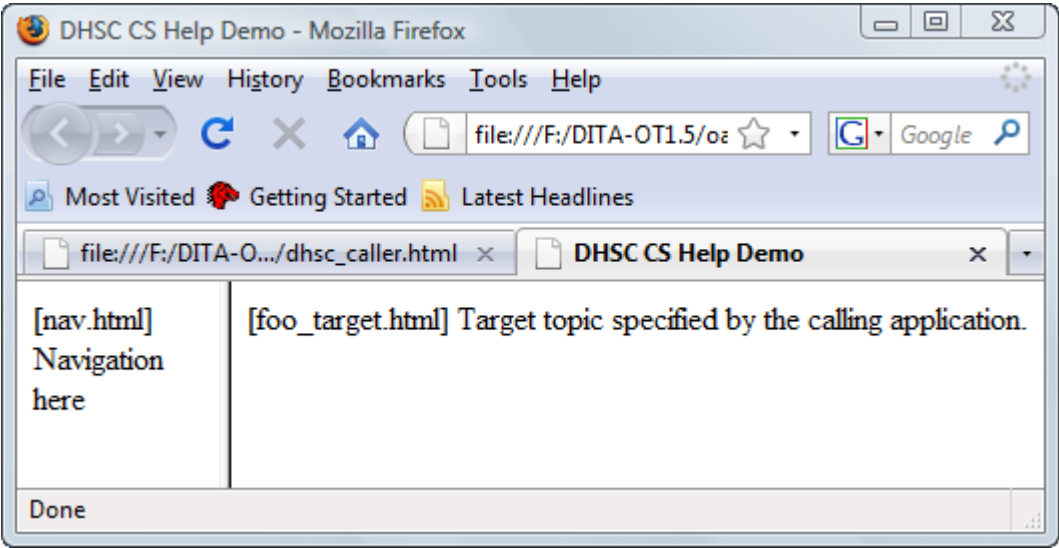 DHSC CS Help Demo - Mozilla Firefox
File Edit View History Bookmarks Tools Help
file:///F:/DITA-OT1.5/oa G Google
Most Visited Getting Started Latest Headlines
file:///F:/DITA-O.../dhsc_caller.html DHSC CS Help Demo
[nav.html] [foo_target.html] Target topic specified by the calling application.
Navigation
here
Done